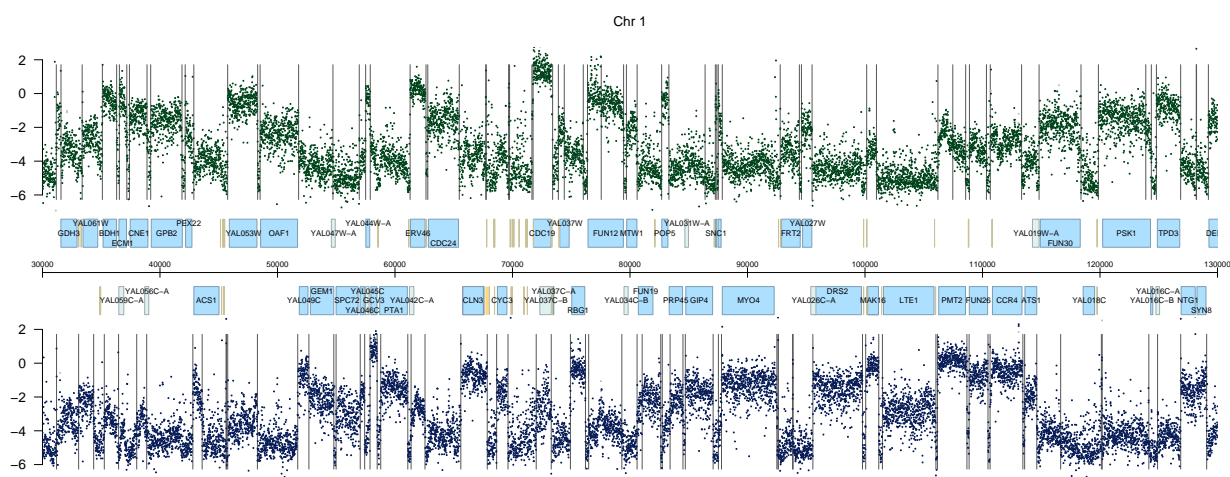 Chr 1
2
0
−2
−4
−6
YAL061W PEX22 YAL044W−A YAL037W YAL031W−A YAL027W
GDH3 BDH1 CNE1 GPB2 YAL053W OAF1 YAL047W−A ERV46 CDC19 FUN12 MTW1 POP5 SNC1 FRT2 YAL019W−A PSK1 TPD3
ECM1 CDC24 FUN30
30000 40000 50000 60000 70000 80000 90000 100000 110000 120000 130000
YAL056C−A GEM1 YAL045C YAL037C−A FUN19 DRS2 YAL016C−A
YAL059C−A ACS1 YAL049C SPC72 GCV3 YAL042C−A CLN3 CYC3 YAL037C−B YAL034C−B PRP45 GIP4 MYO4 YAL026C−A MAK16 LTE1 PMT2 FUN26 CCR4 ATS1 YAL018C YAL016C−B NTG1
YAL046C PTA1 RBG1 SYN8
2
0
−2
−4
−6